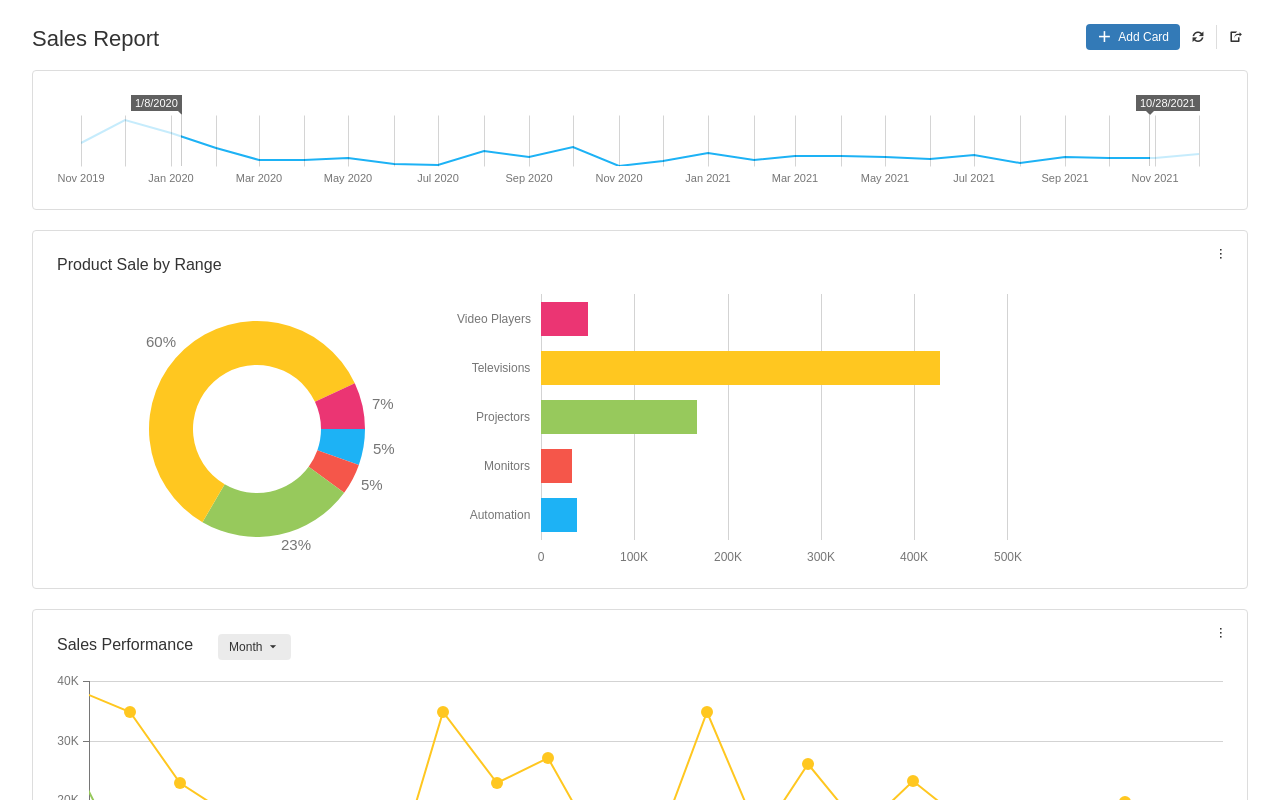 Sales Report
Add Card
1/8/2020
10/28/2021
Nov 2019 Jan 2020 Mar 2020 May 2020 Jul 2020 Sep 2020 Nov 2020 Jan 2021 Mar 2021 May 2021 Jul 2021 Sep 2021 Nov 2021
Product Sale by Range
60%
7%
5%
5%
23%
Video Players
Televisions
Projectors
Monitors
Automation
0 100K 200K 300K 400K 500K
Sales Performance
Month
40K
30K
20K